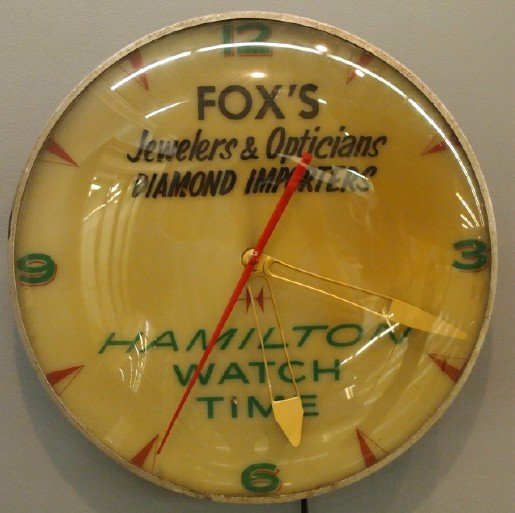 12
FOX'S
Jewelers & Opticians
DIAMOND IMPORTERS
9 3
HAMILTON
WATCH
TIME
6